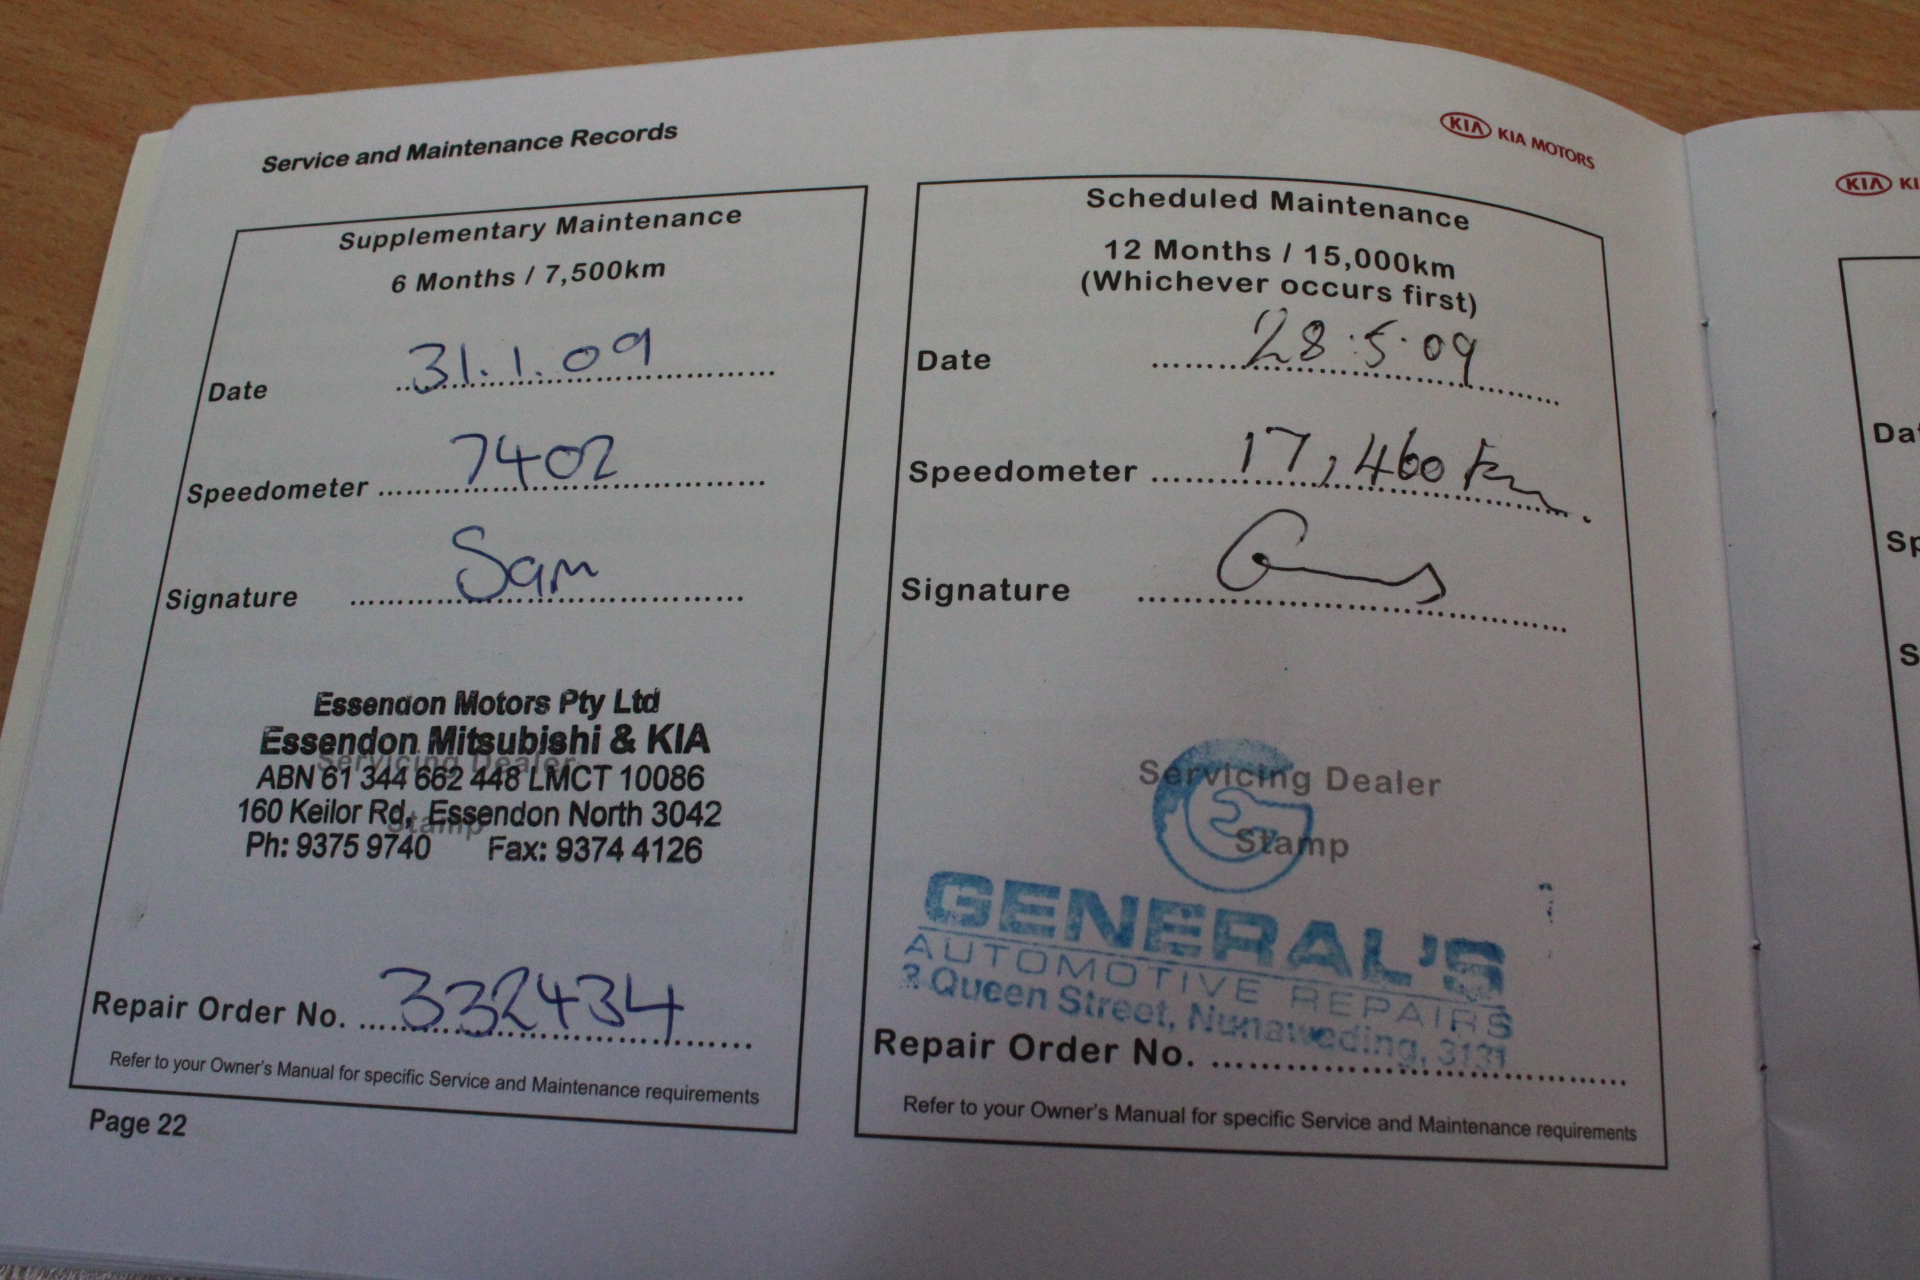 Service and Maintenance Records
KIA KIA MOTORS
Supplementary Maintenance
6 Months / 7,500km
Date 31.1.09
Speedometer 7402
Signature Sam
Essendon Motors Pty Ltd
Essendon Mitsubishi & KIA
Servicing Dealer
ABN 61 344 662 448 LMCT 10086
160 Keilor Rd, Essendon North 3042
Stamp
Ph: 9375 9740 Fax: 9374 4126
Repair Order No. 332434
Refer to your Owner's Manual for specific Service and Maintenance requirements
Page 22
Scheduled Maintenance
12 Months / 15,000km
(Whichever occurs first)
Date 28.5.09
Speedometer 17,460 km.
Signature
Servicing Dealer
Stamp
GENERAL'S
AUTOMOTIVE REPAIRS
Queen Street, Nunawading, 3131
Repair Order No.
Refer to your Owner's Manual for specific Service and Maintenance requirements
KIA